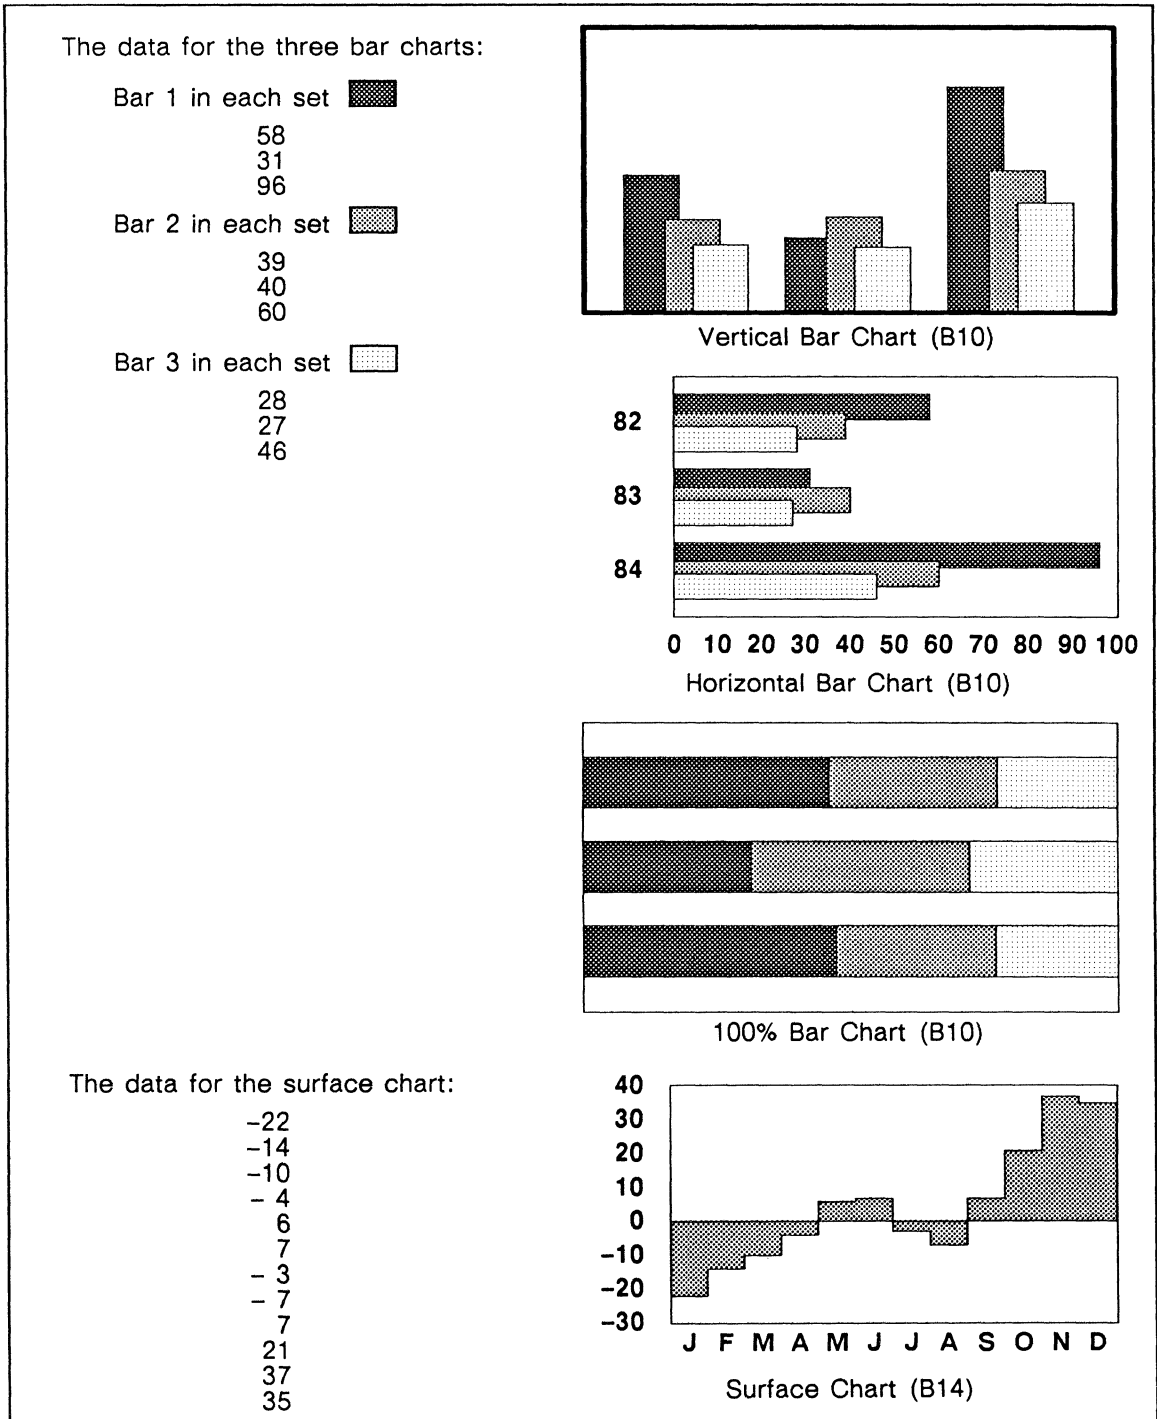 The data for the three bar charts:
Bar 1 in each set
58
31
96
Bar 2 in each set
39
40
60
Bar 3 in each set
28
27
46
Vertical Bar Chart (B10)
82
83
84
0 10 20 30 40 50 60 70 80 90 100
Horizontal Bar Chart (B10)
100% Bar Chart (B10)
The data for the surface chart:
-22
-14
-10
- 4
6
7
- 3
- 7
7
21
37
35
40
30
20
10
0
-10
-20
-30
J F M A M J J A S O N D
Surface Chart (B14)